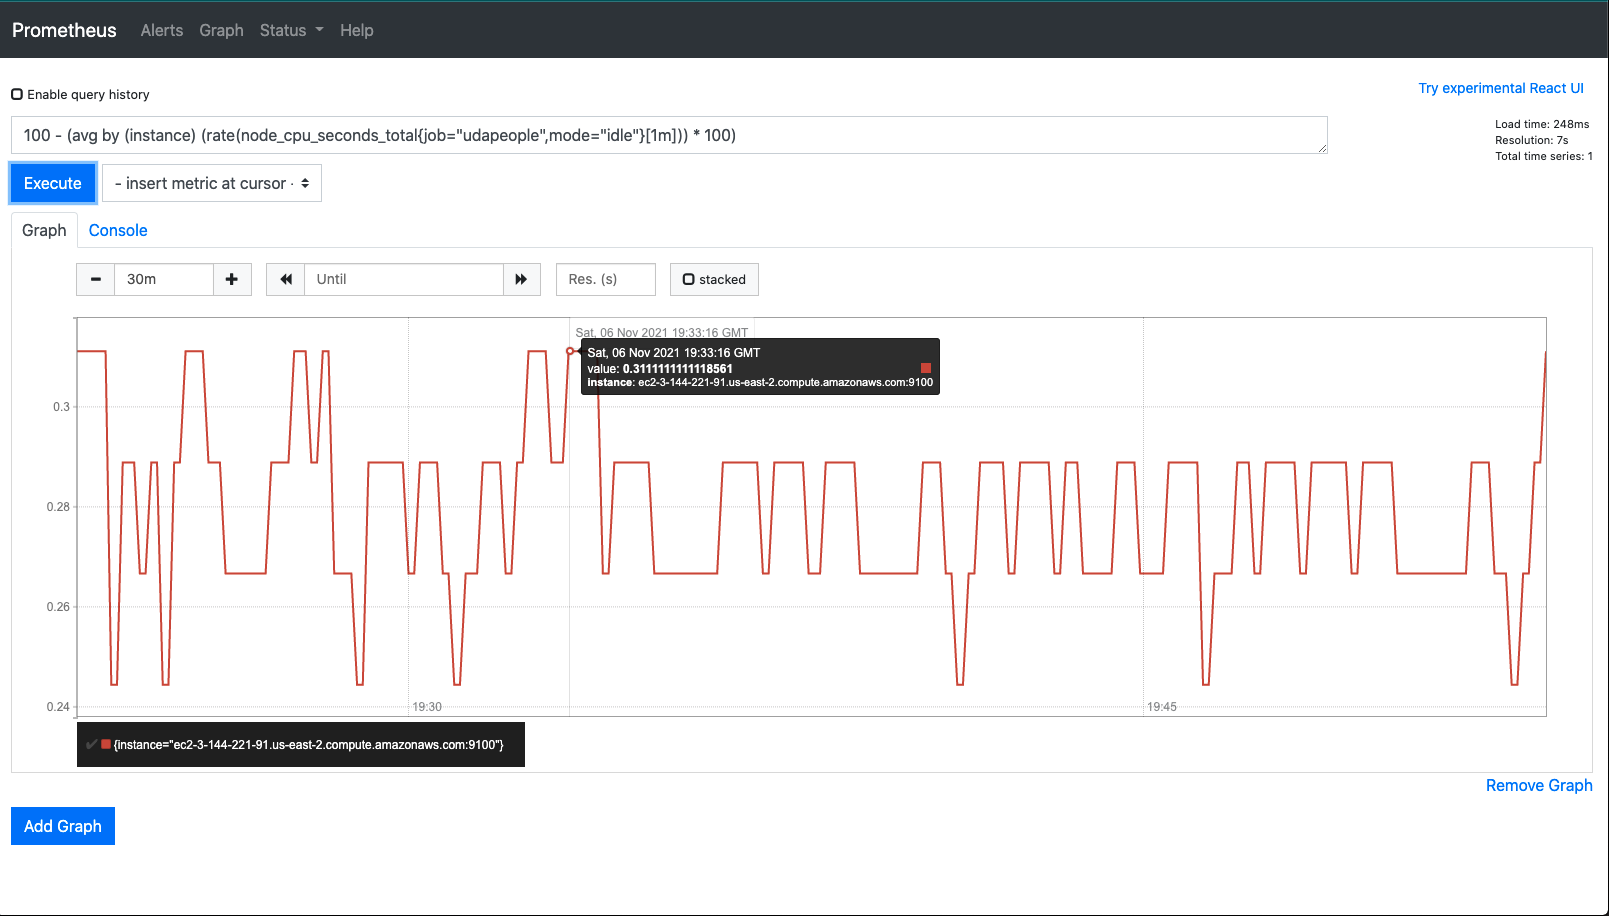 Prometheus Alerts Graph Status Help
Enable query history
Try experimental React UI
100 - (avg by (instance) (rate(node_cpu_seconds_total{job="udapeople",mode="idle"}[1m])) * 100)
Load time: 248ms
Resolution: 7s
Total time series: 1
Execute - insert metric at cursor -
Graph Console
30m Until Res. (s) stacked
Sat, 06 Nov 2021 19:33:16 GMT
Sat, 06 Nov 2021 19:33:16 GMT
value: 0.3111111111118561
instance: ec2-3-144-221-91.us-east-2.compute.amazonaws.com:9100
0.3
0.28
0.26
0.24
19:30 19:45
{instance="ec2-3-144-221-91.us-east-2.compute.amazonaws.com:9100"}
Remove Graph
Add Graph